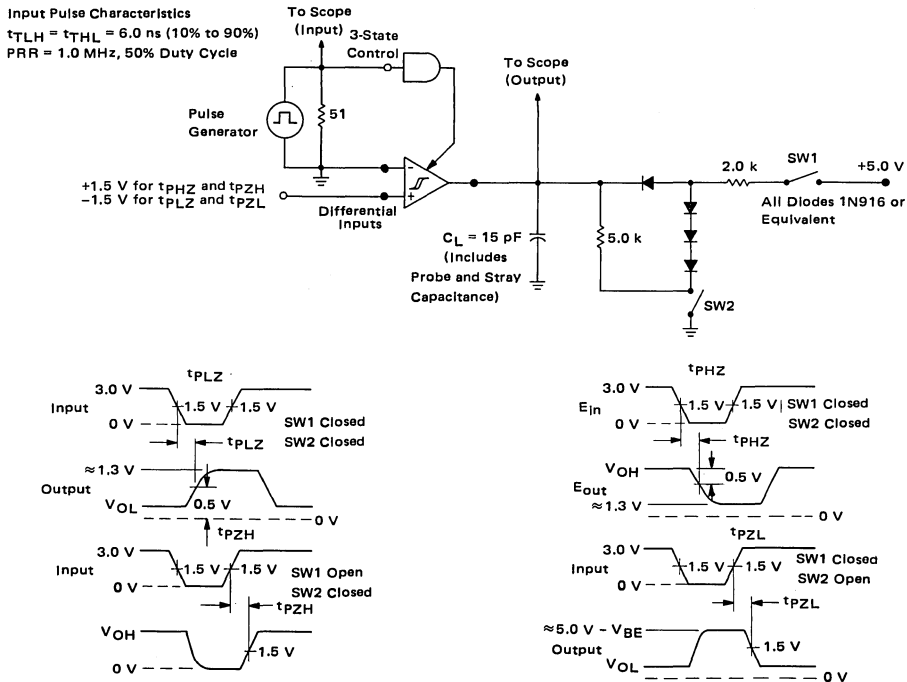 Input Pulse Characteristics
tTLH = tTHL = 6.0 ns (10% to 90%)
PRR = 1.0 MHz, 50% Duty Cycle
To Scope
(Input)
3-State
Control
To Scope
(Output)
Pulse
Generator
51
2.0 k
SW1
+5.0 V
+1.5 V for tPHZ and tPZH
−1.5 V for tPLZ and tPZL
−
+
Differential
Inputs
All Diodes 1N916 or
Equivalent
CL = 15 pF
(Includes
Probe and Stray
Capacitance)
5.0 k
SW2
tPLZ
3.0 V
Input
1.5 V
1.5 V
0 V
SW1 Closed
SW2 Closed
tPLZ
≈1.3 V
Output
0.5 V
VOL
0 V
tPZH
3.0 V
Input
1.5 V
1.5 V
0 V
SW1 Open
SW2 Closed
tPZH
VOH
1.5 V
0 V
tPHZ
3.0 V
Ein
1.5 V
1.5 V
0 V
SW1 Closed
SW2 Closed
tPHZ
VOH
0.5 V
Eout
≈1.3 V
0 V
tPZL
3.0 V
Input
1.5 V
1.5 V
0 V
SW1 Closed
SW2 Open
tPZL
≈5.0 V − VBE
Output
1.5 V
VOL
0 V